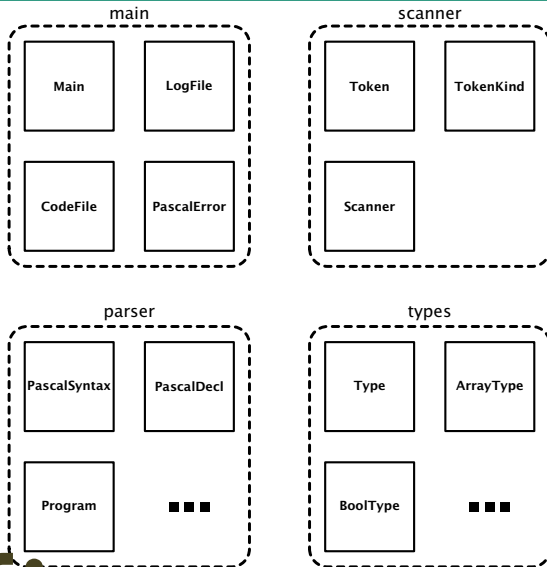 main
scanner
Main
LogFile
Token
TokenKind
CodeFile
PascalError
Scanner
parser
types
PascalSyntax
PascalDecl
Type
ArrayType
Program
BoolType